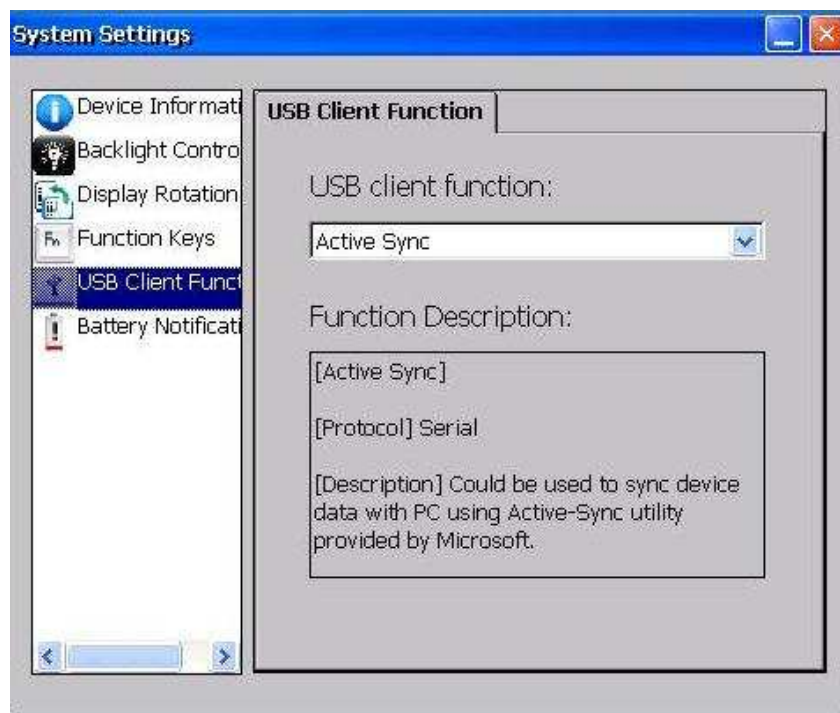 System Settings
Device Informati
Backlight Contro
Display Rotation
Function Keys
USB Client Funct
Battery Notificati
USB Client Function
USB client function:
Active Sync
Function Description:
[Active Sync]
[Protocol] Serial
[Description] Could be used to sync device
data with PC using Active-Sync utility
provided by Microsoft.